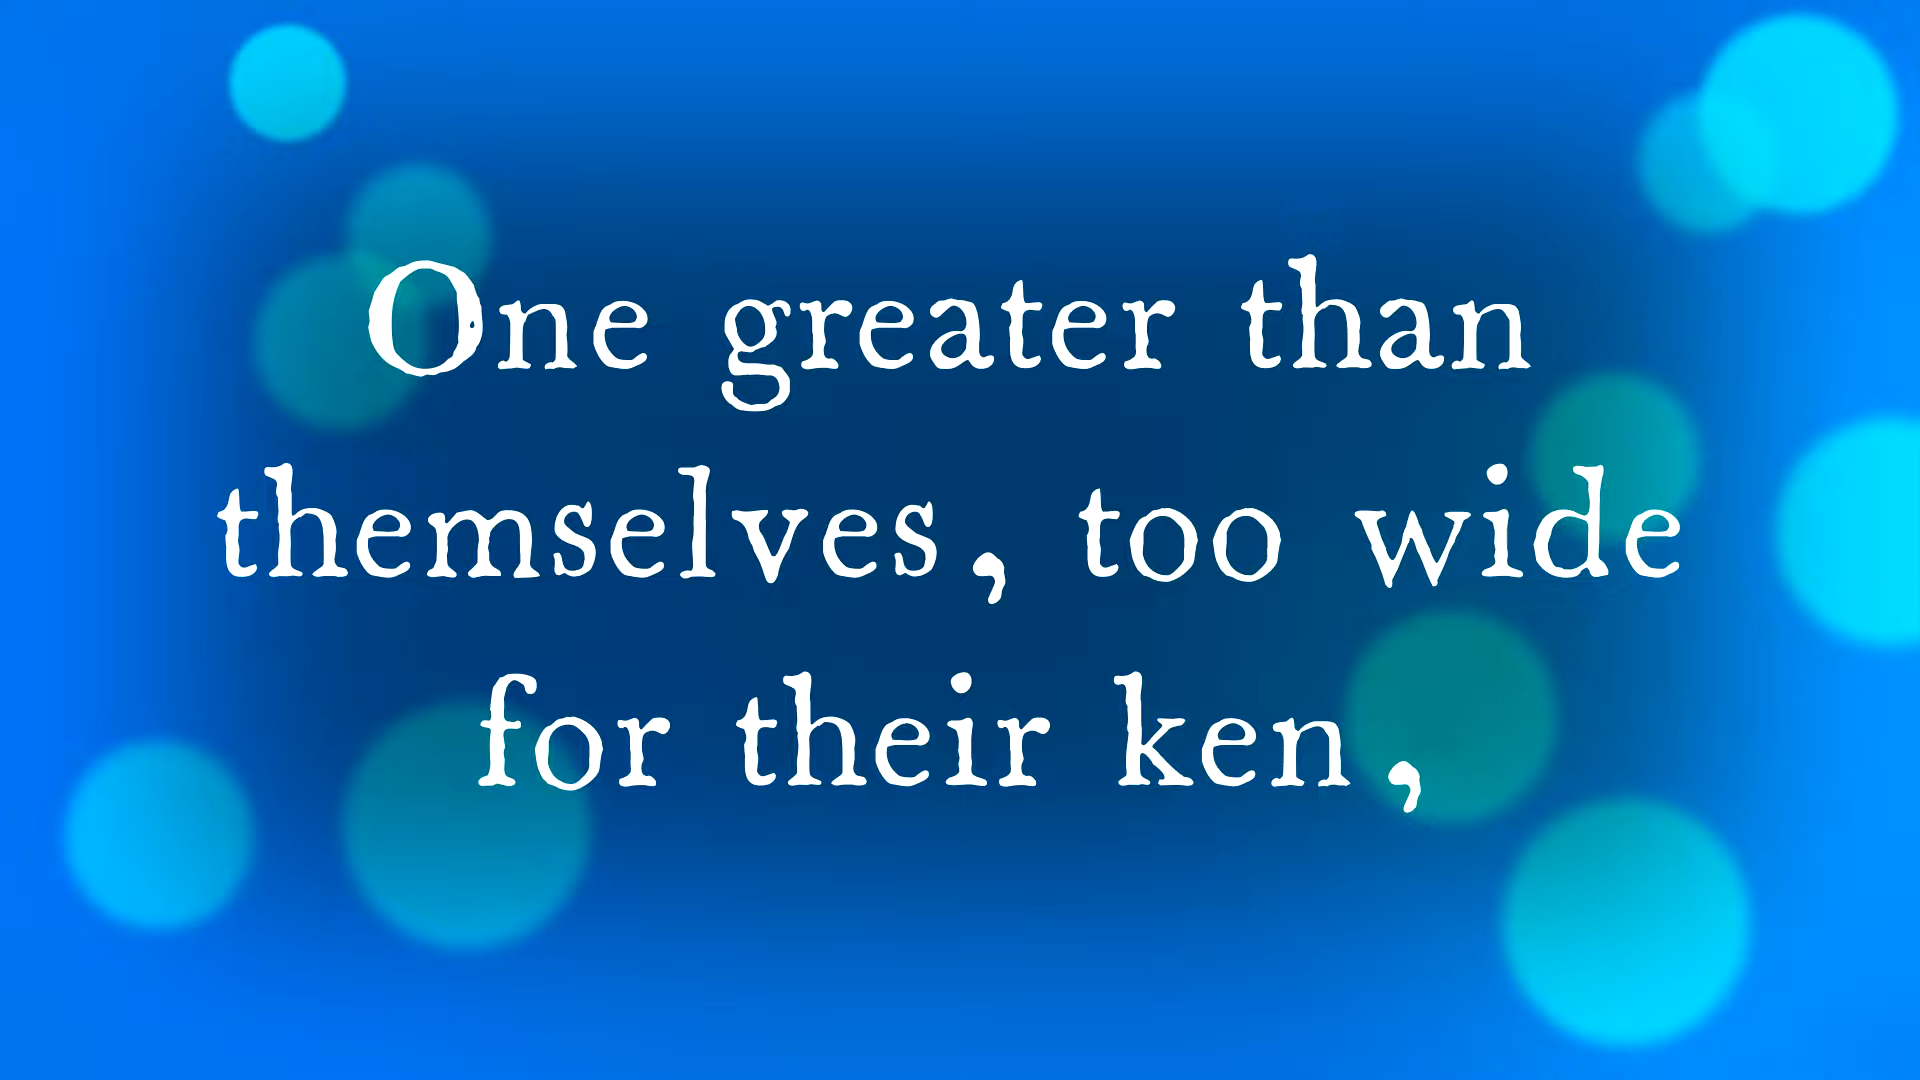 One greater than
themselves, too wide
for their ken,